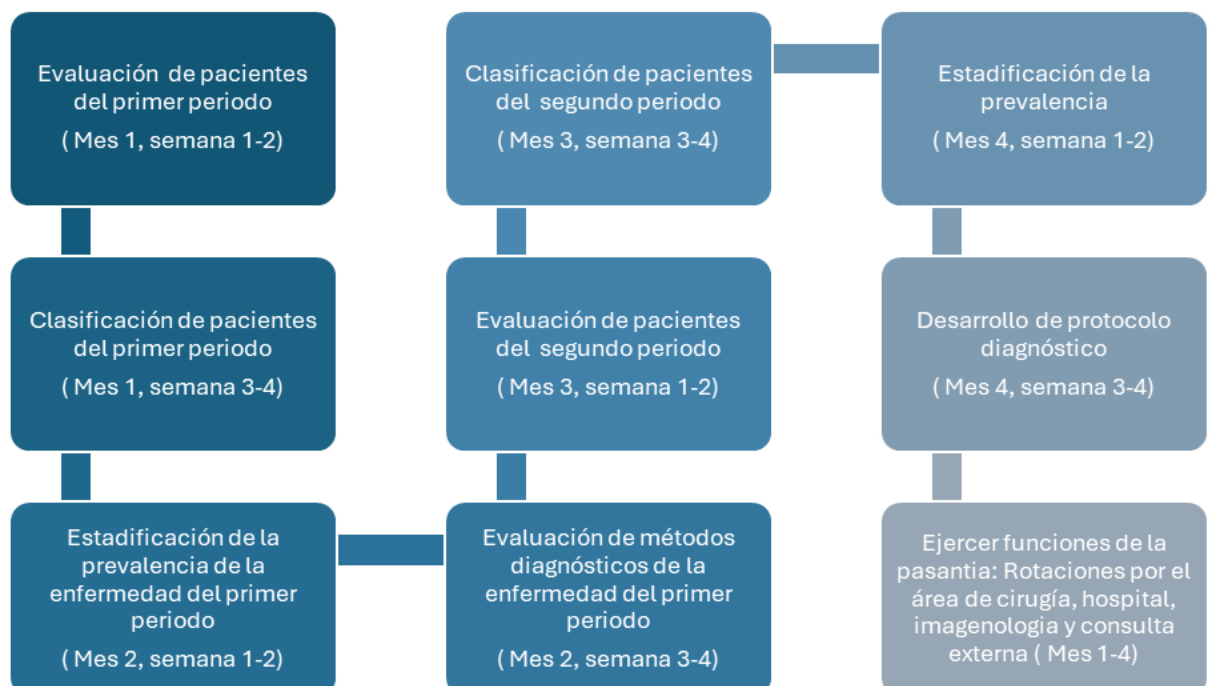 Evaluación de pacientes
del primer periodo
( Mes 1, semana 1-2)
Clasificación de pacientes
del primer periodo
( Mes 1, semana 3-4)
Estadificación de la
prevalencia de la
enfermedad del primer
periodo
( Mes 2, semana 1-2)
Evaluación de métodos
diagnósticos de la
enfermedad del primer
periodo
( Mes 2, semana 3-4)
Evaluación de pacientes
del segundo periodo
( Mes 3, semana 1-2)
Clasificación de pacientes
del segundo periodo
( Mes 3, semana 3-4)
Estadificación de la
prevalencia
( Mes 4, semana 1-2)
Desarrollo de protocolo
diagnóstico
( Mes 4, semana 3-4)
Ejercer funciones de la
pasantia: Rotaciones por el
área de cirugía, hospital,
imagenologia y consulta
externa ( Mes 1-4)